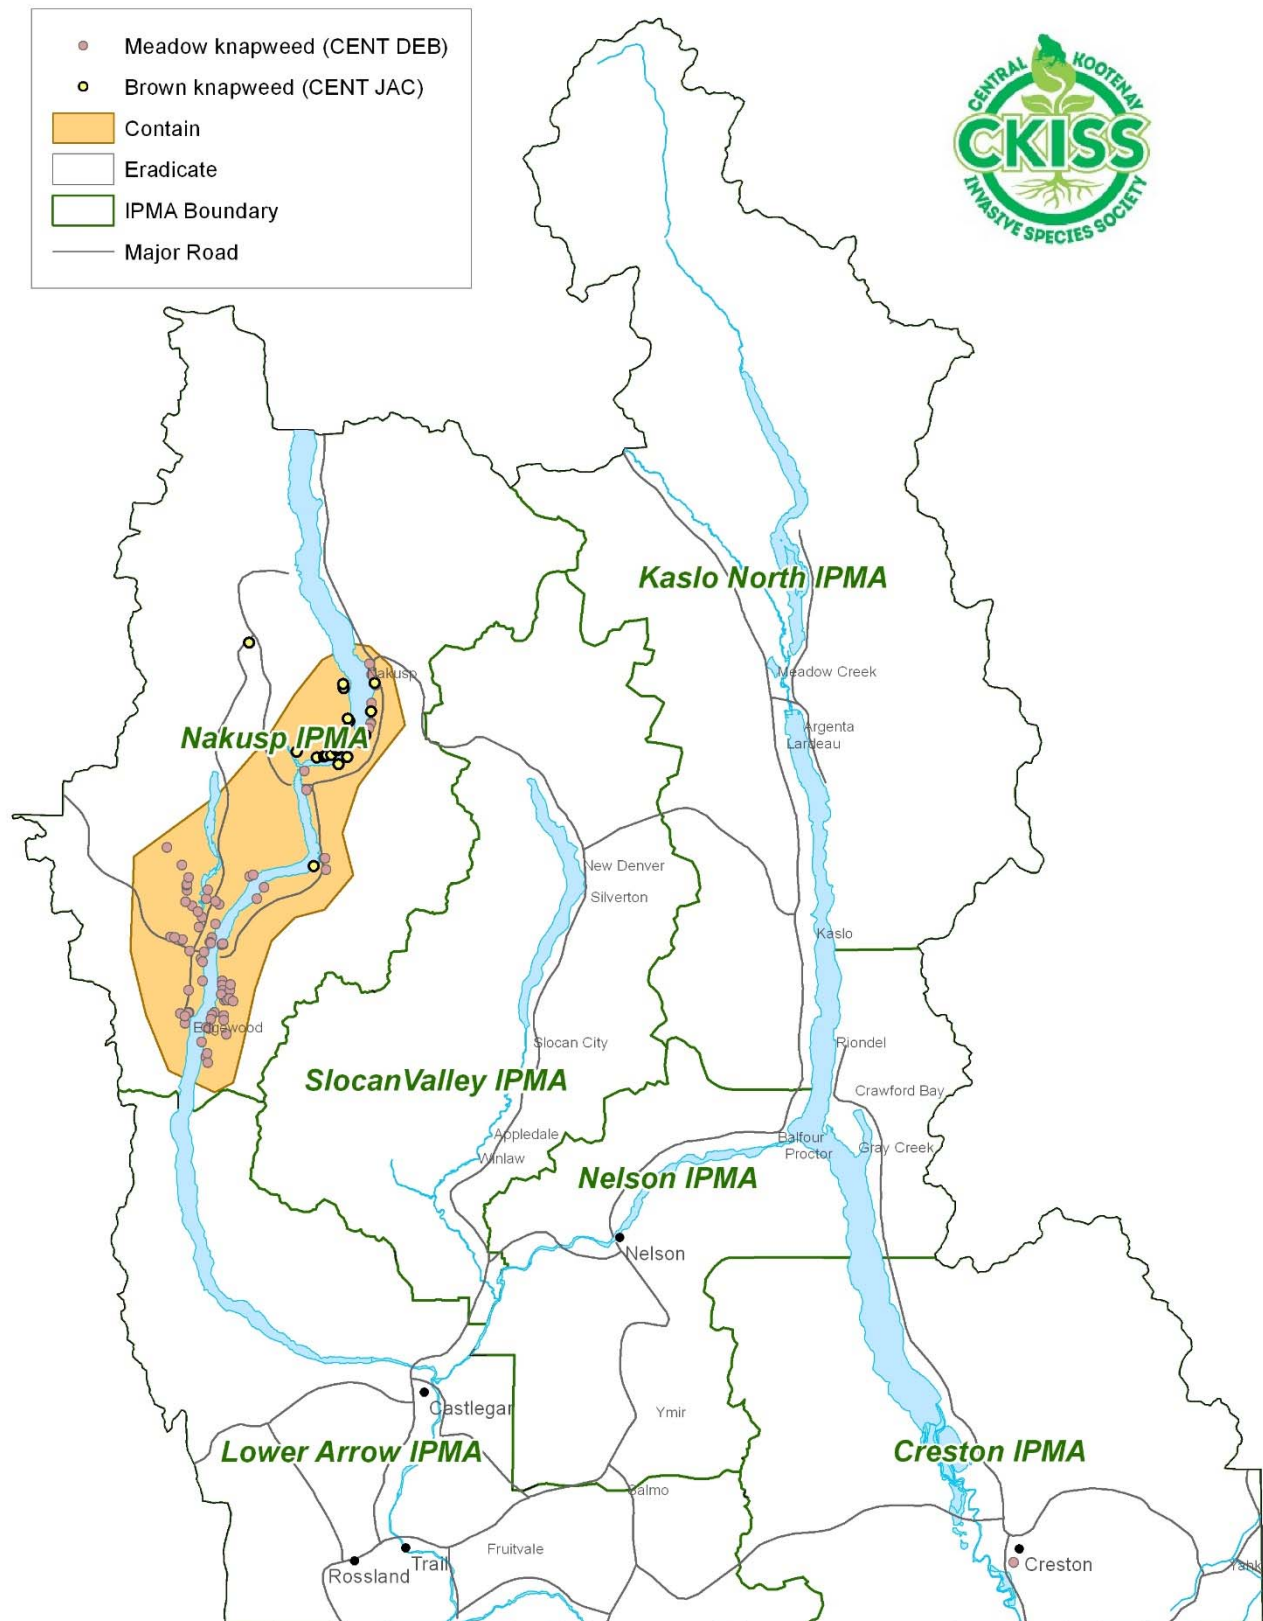 Meadow knapweed (CENT DEB)
Brown knapweed (CENT JAC)
Contain
Eradicate
IPMA Boundary
Major Road
CENTRAL KOOTENAY
CKISS
INVASIVE SPECIES SOCIETY
Kaslo North IPMA
Nakusp
Meadow Creek
Argenta
Lardeau
Nakusp IPMA
New Denver
Silverton
Kaslo
Edgewood
Slocan City
Riondel
SlocanValley IPMA
Crawford Bay
Appledale
Balfour
Gray Creek
Proctor
Winlaw
Nelson IPMA
Nelson
Castlegar
Ymir
Lower Arrow IPMA
Creston IPMA
Salmo
Fruitvale
Trail
Rossland
Creston
Yahk